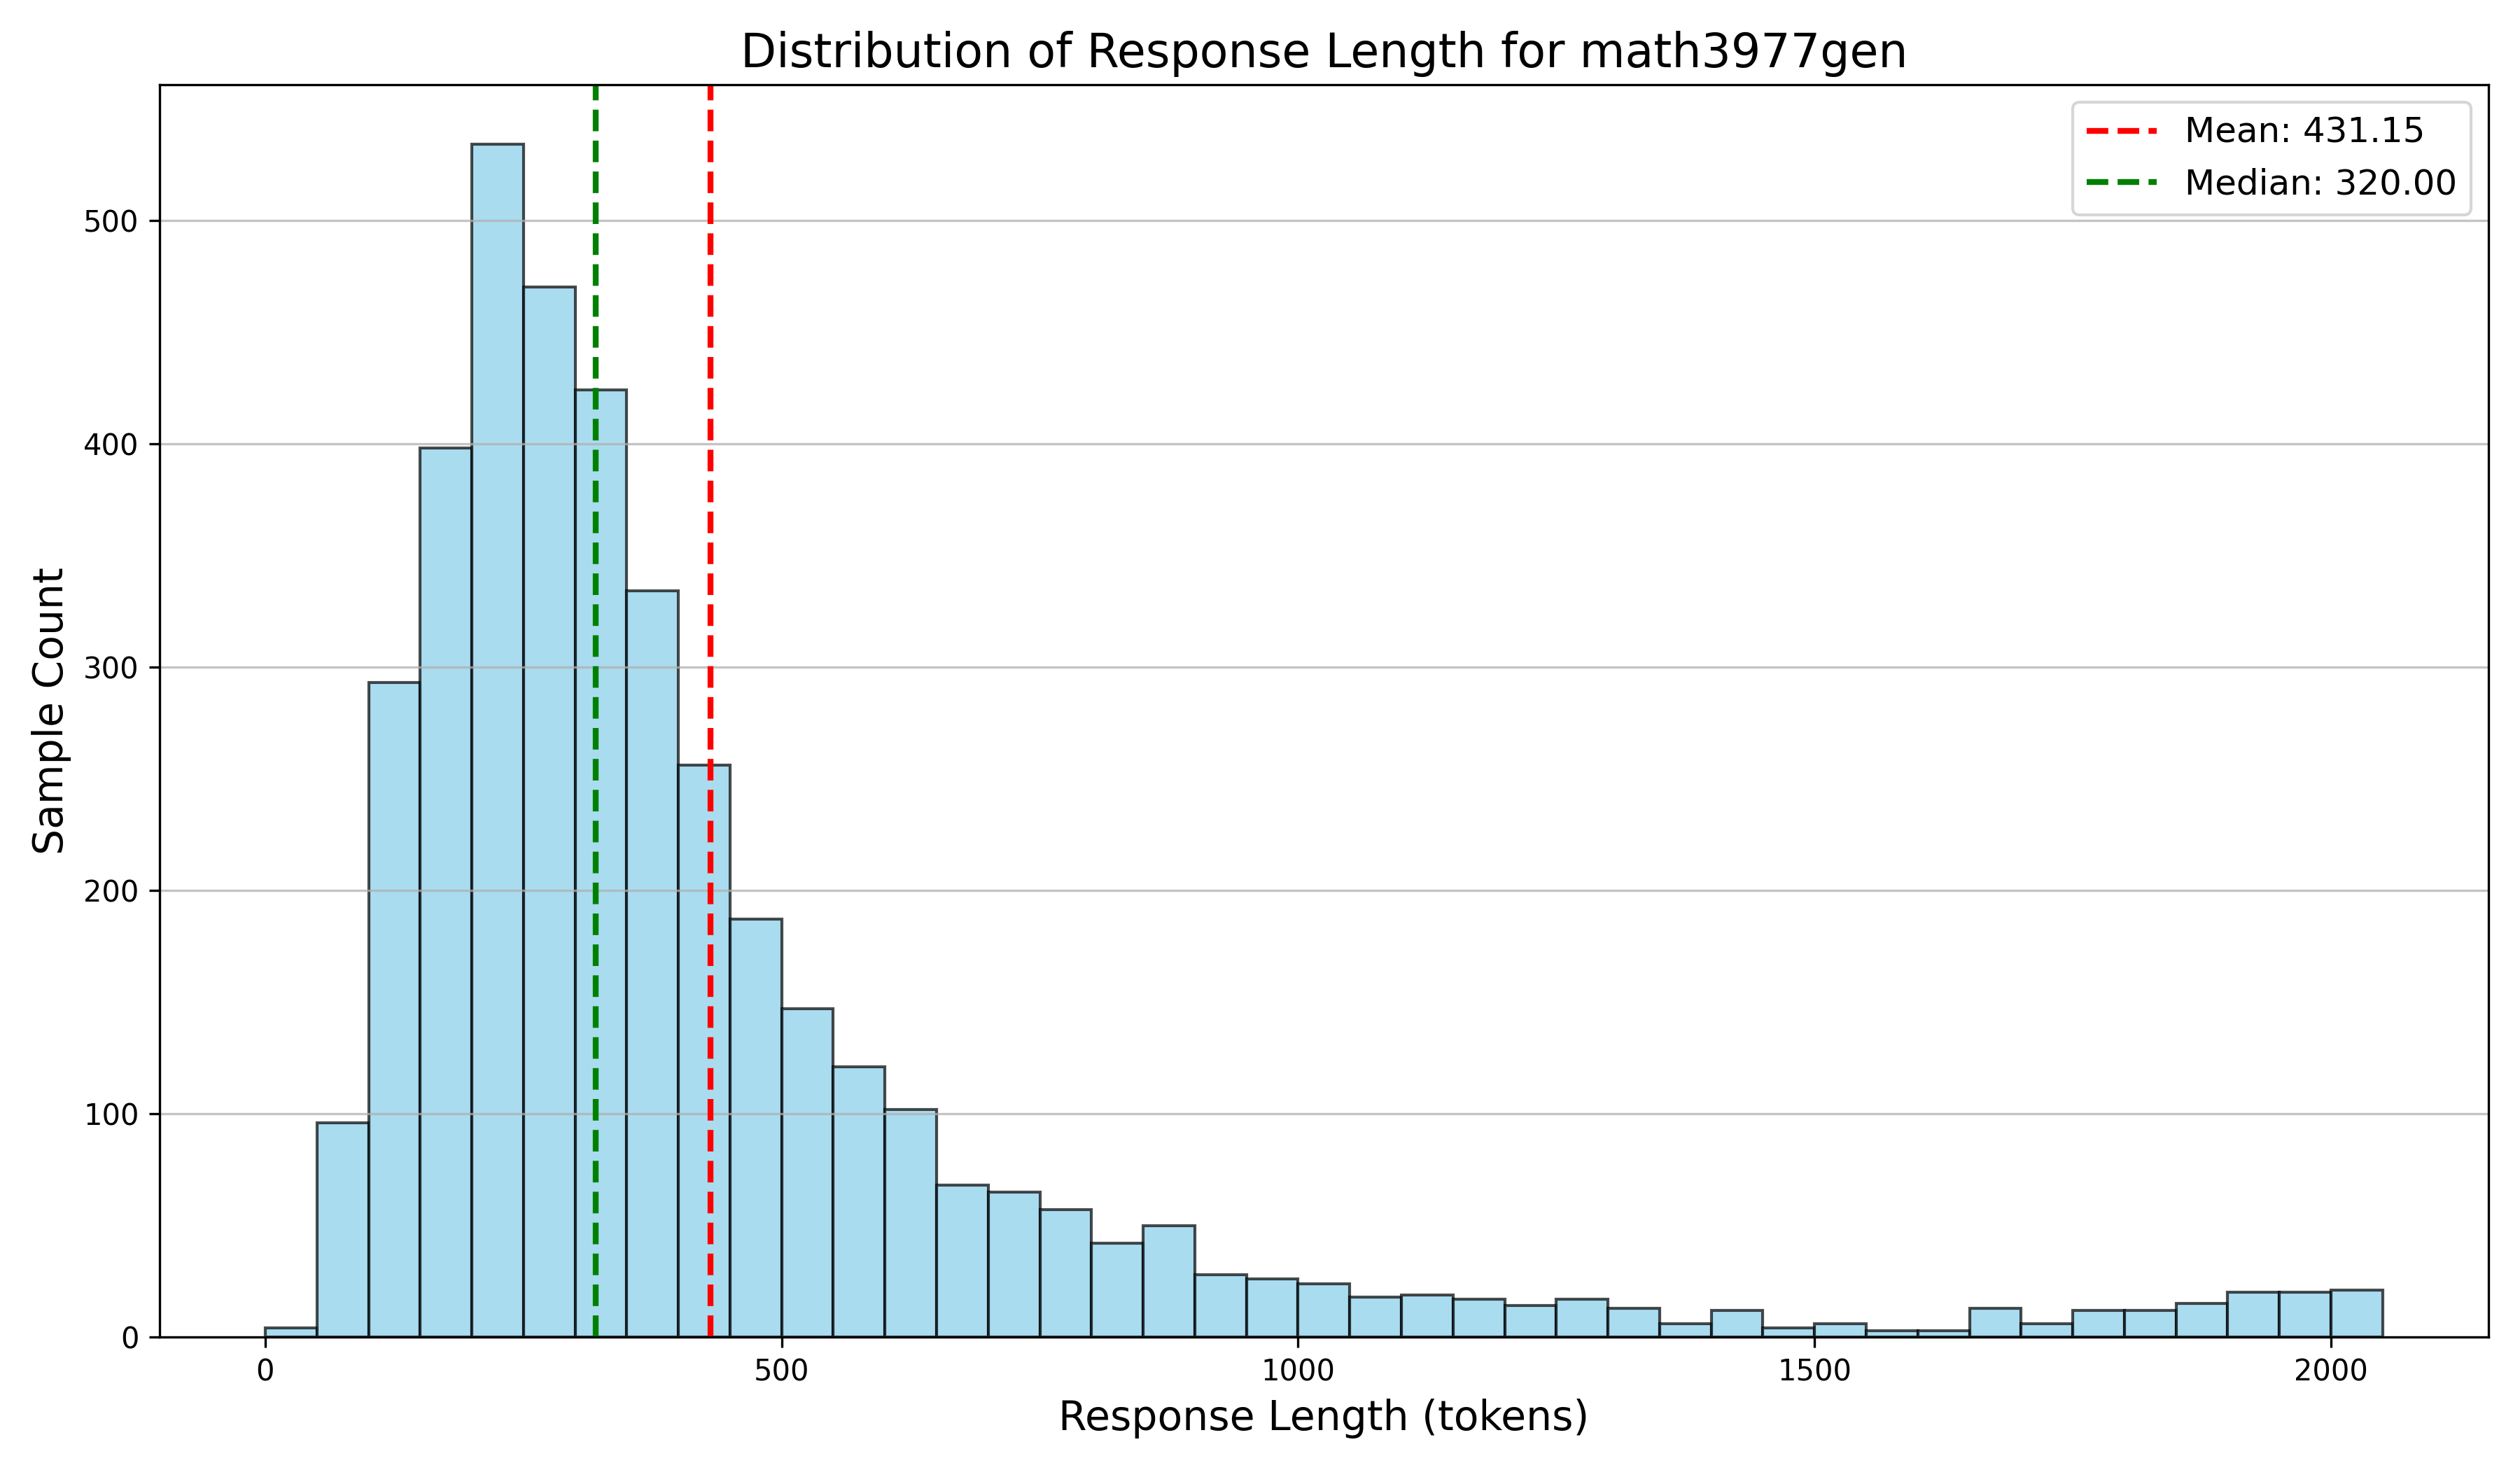 Distribution of Response Length for math3977gen
Mean: 431.15
Median: 320.00
Sample Count
500
400
300
200
100
0
0 500 1000 1500 2000
Response Length (tokens)